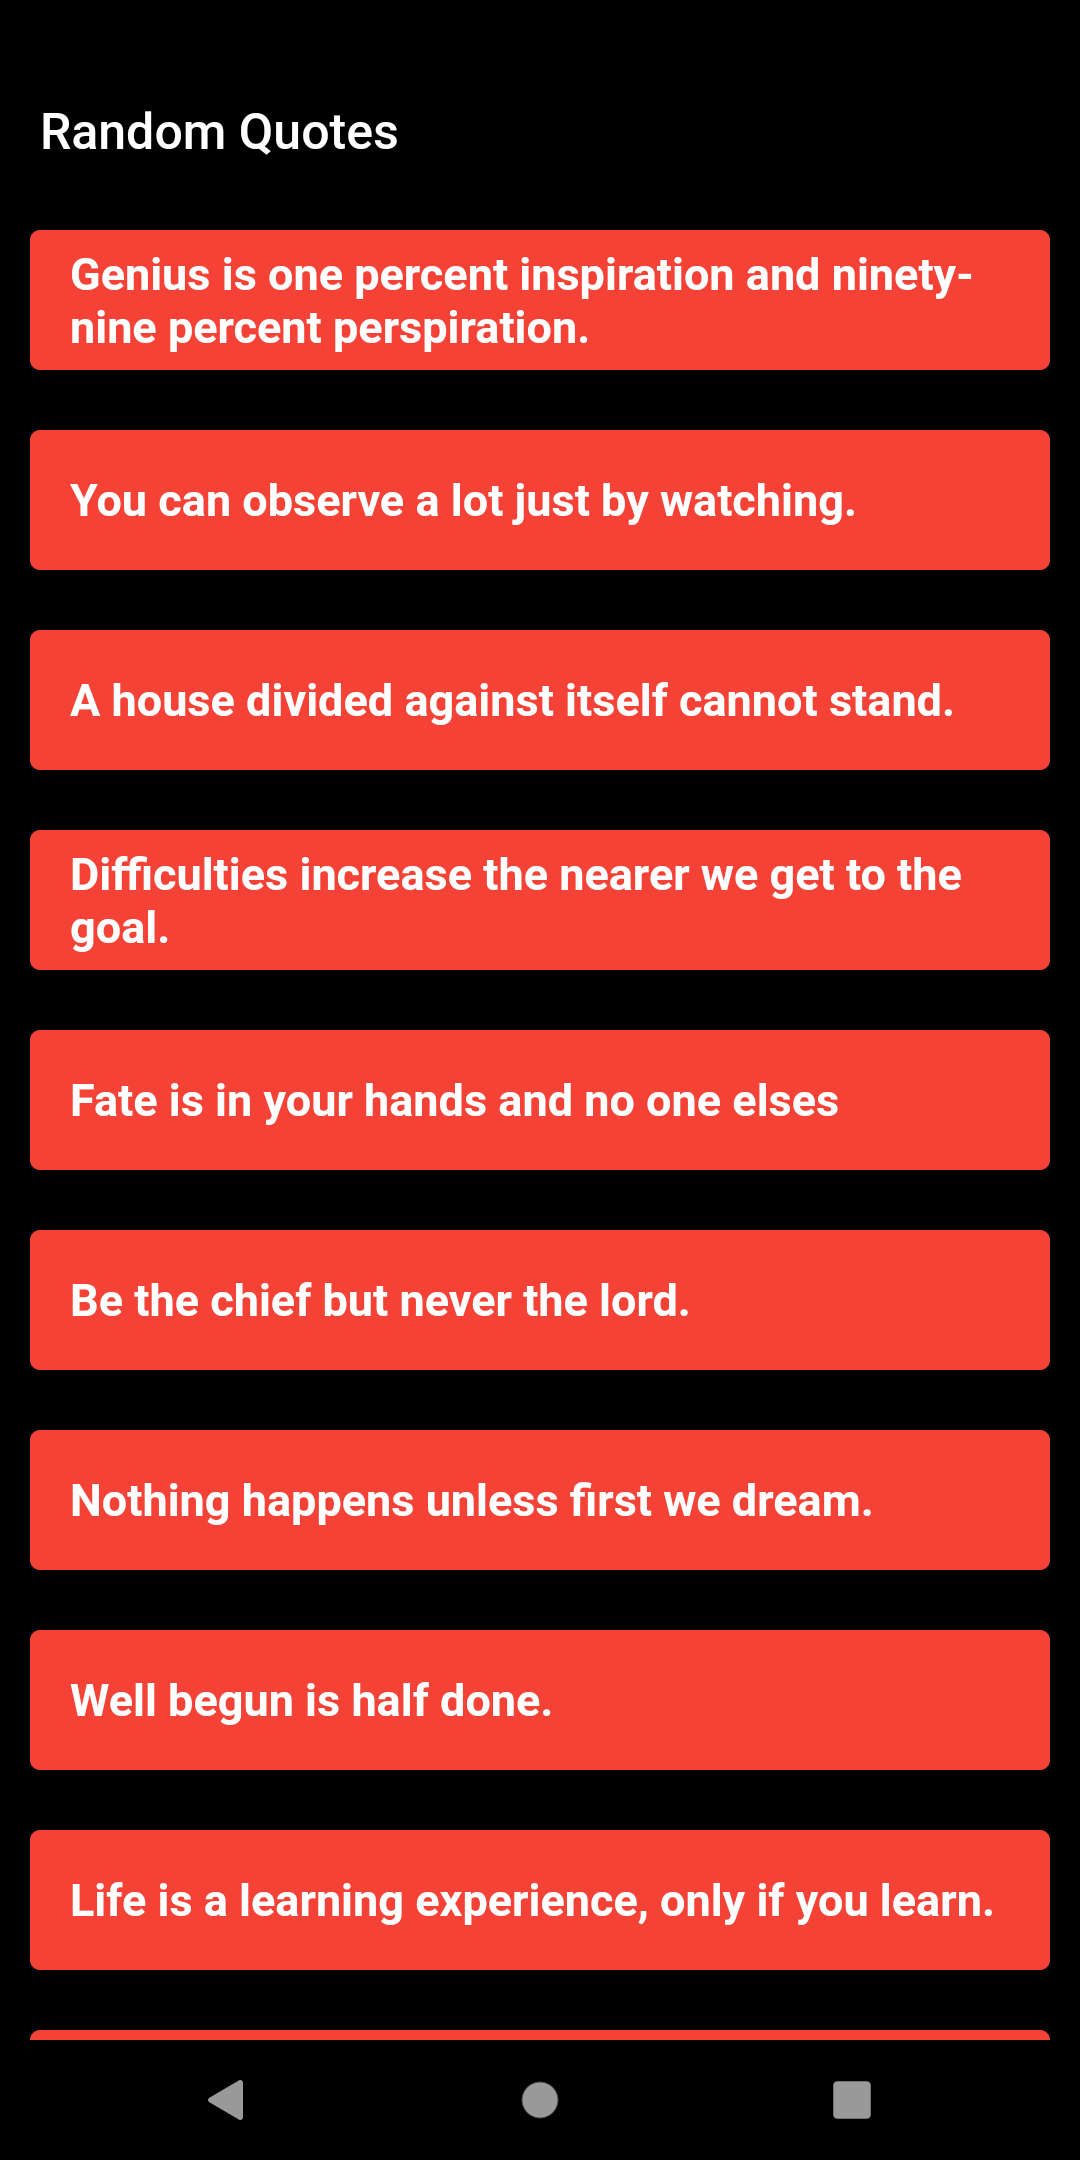 Random Quotes
Genius is one percent inspiration and ninety-
nine percent perspiration.
You can observe a lot just by watching.
A house divided against itself cannot stand.
Difficulties increase the nearer we get to the
goal.
Fate is in your hands and no one elses
Be the chief but never the lord.
Nothing happens unless first we dream.
Well begun is half done.
Life is a learning experience, only if you learn.